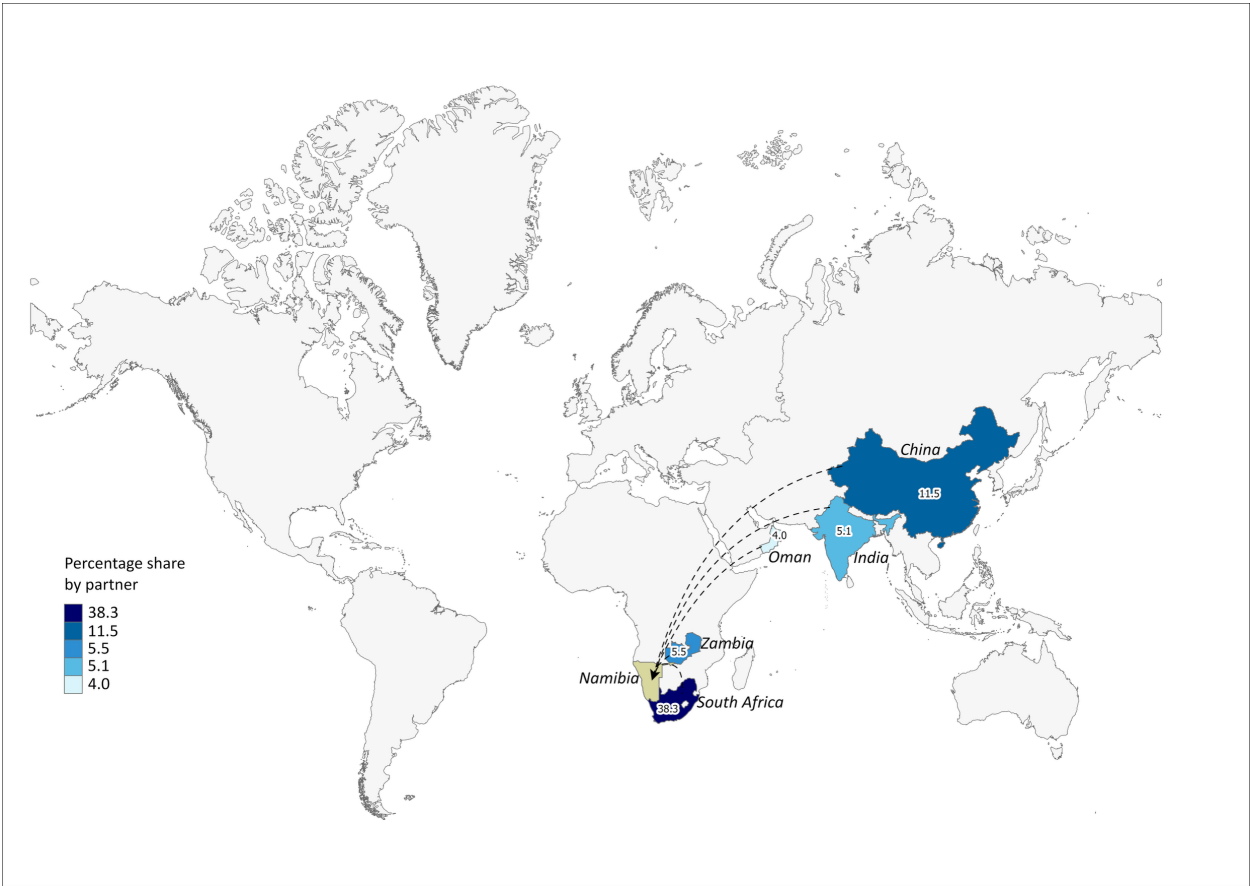 China
11.5
4.0
5.1
Oman
India
Percentage share
by partner
38.3
11.5
5.5
5.1
4.0
Zambia
5.5
Namibia
South Africa
38.3